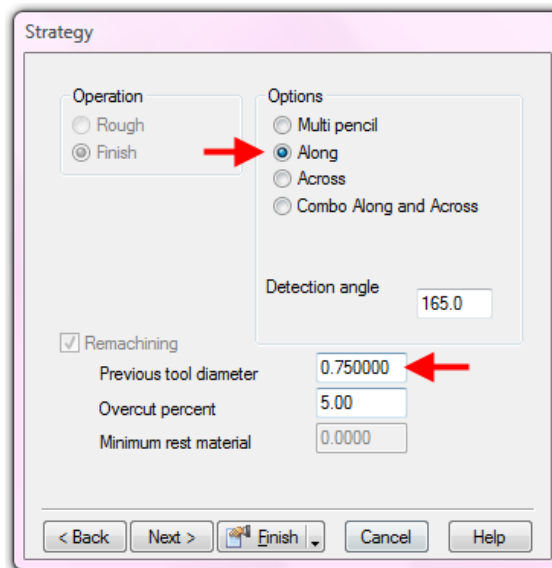 Strategy
Operation
Rough
Finish
Options
Multi pencil
Along
Across
Combo Along and Across
Detection angle
165.0
Remachining
Previous tool diameter 0.750000
Overcut percent 5.00
Minimum rest material 0.0000
< Back Next > Finish Cancel Help